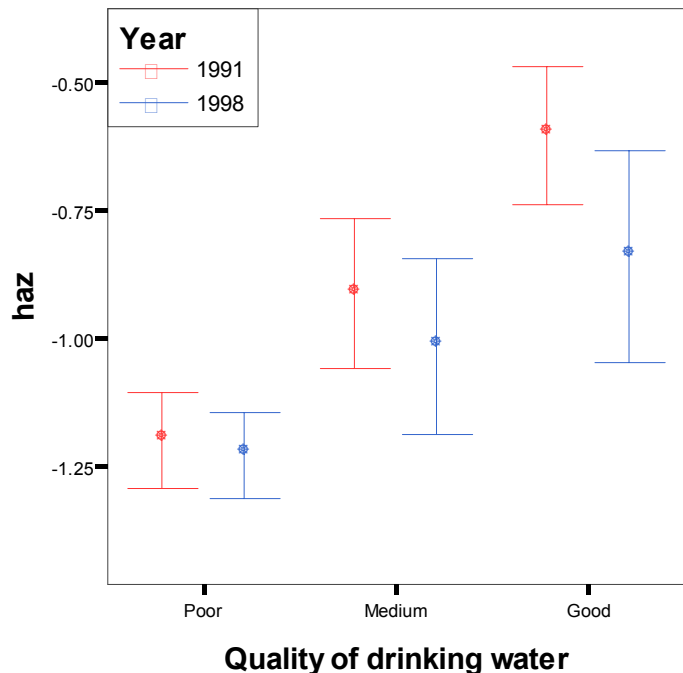 Year
1991
1998
-0.50
-0.75
-1.00
-1.25
haz
Poor Medium Good
Quality of drinking water